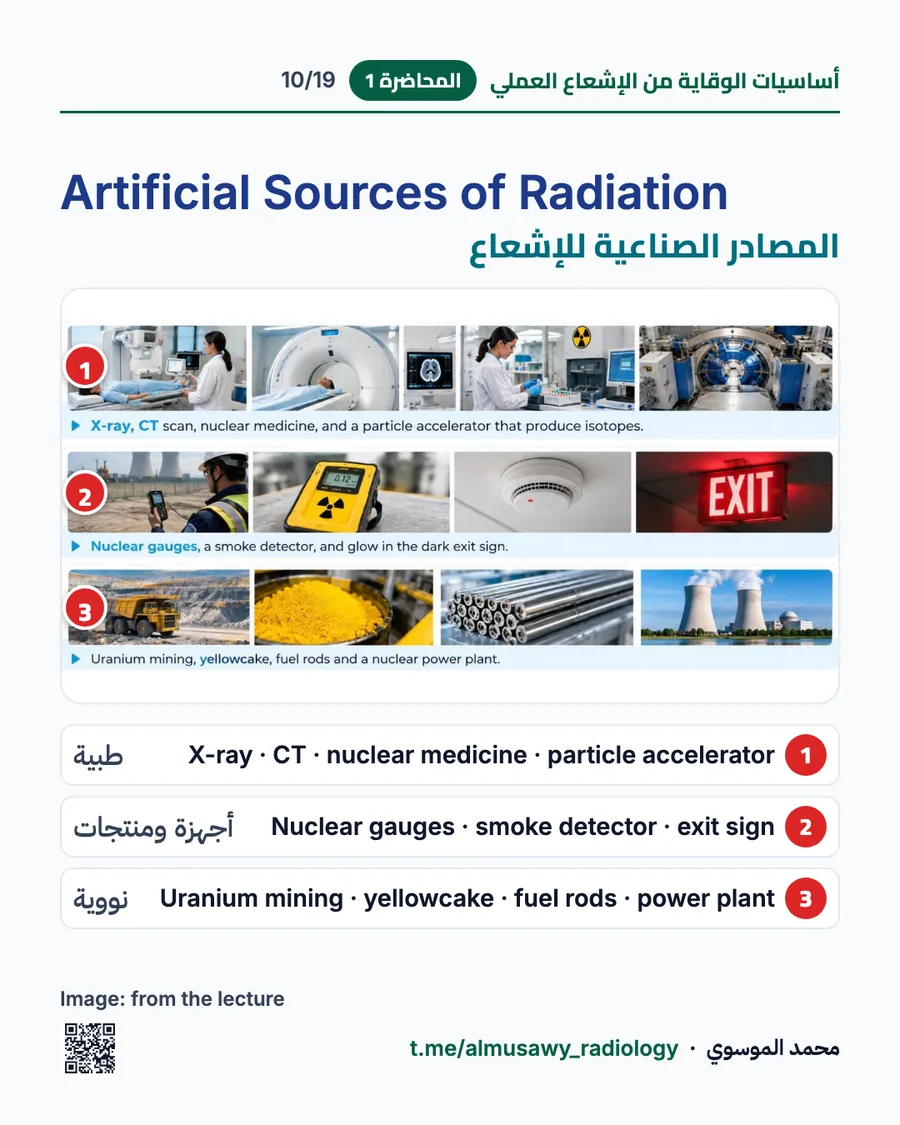 أساسيات الوقاية من الإشعاع العملي المحاضرة 1 10/19
Artificial Sources of Radiation
المصادر الصناعية للإشعاع
1
X-ray, CT scan, nuclear medicine, and a particle accelerator that produce isotopes.
2
0.12
EXIT
Nuclear gauges, a smoke detector, and glow in the dark exit sign.
3
Uranium mining, yellowcake, fuel rods and a nuclear power plant.
1 X-ray · CT · nuclear medicine · particle accelerator طبية
2 Nuclear gauges · smoke detector · exit sign أجهزة ومنتجات
3 Uranium mining · yellowcake · fuel rods · power plant نووية
Image: from the lecture
محمد الموسوي · t.me/almusawy_radiology